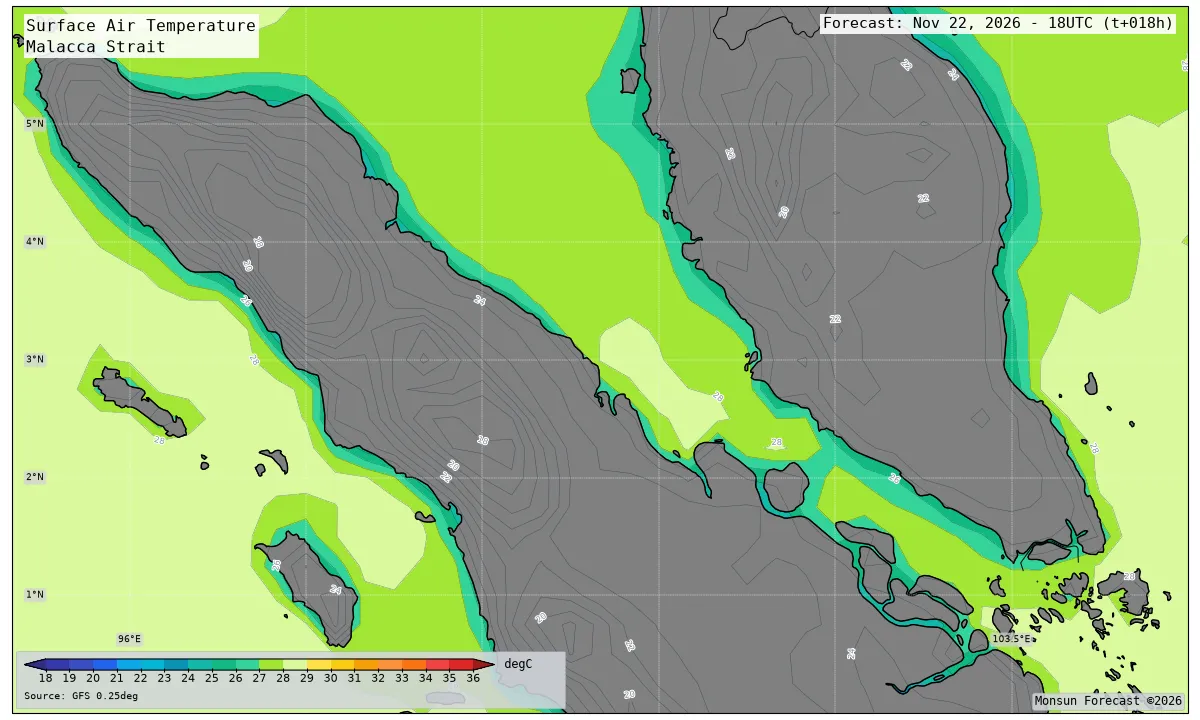 Surface Air Temperature
Malacca Strait
Forecast: Nov 22, 2026 - 18UTC (t+018h)
22
24
28
5°N
22
22
20
4°N
18
20
26
24
22
3°N
28
28
28
18
28
28
20
22
26
2°N
26
24
28
1°N
20
22
24
96°E
103.5°E
20
degC
18 19 20 21 22 23 24 25 26 27 28 29 30 31 32 33 34 35 36
Source: GFS 0.25deg
Monsun Forecast ©2026